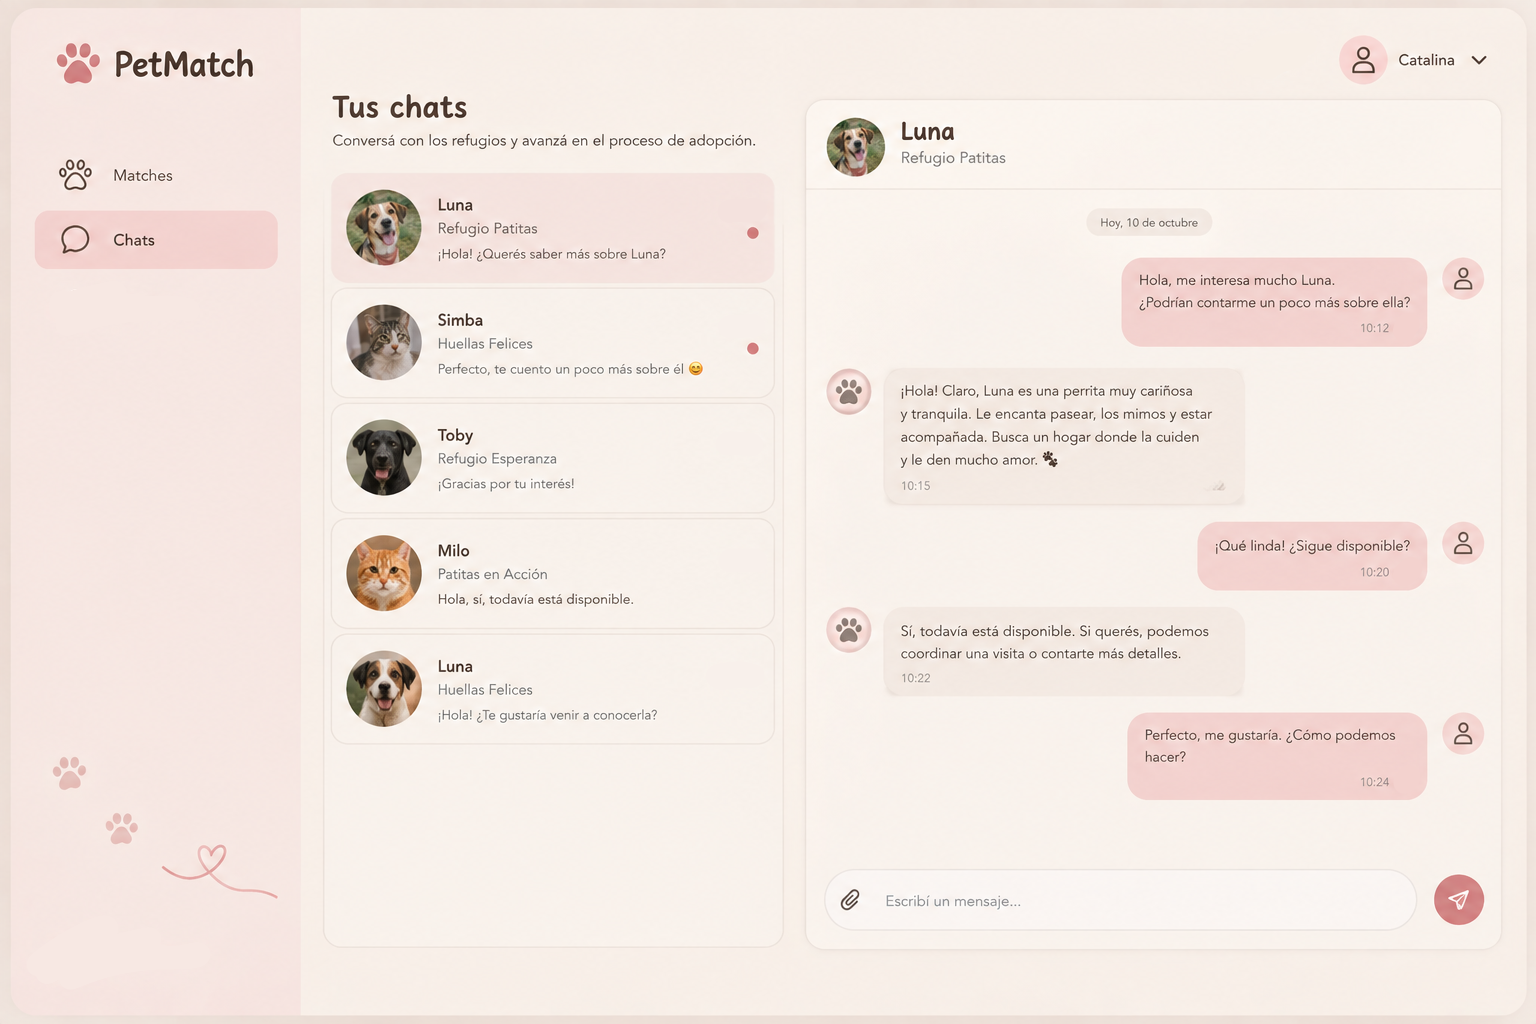 PetMatch
Matches
Chats
Catalina
Tus chats
Conversá con los refugios y avanzá en el proceso de adopción.
Luna
Refugio Patitas
¡Hola! ¿Querés saber más sobre Luna?
Simba
Huellas Felices
Perfecto, te cuento un poco más sobre él 😊
Toby
Refugio Esperanza
¡Gracias por tu interés!
Milo
Patitas en Acción
Hola, sí, todavía está disponible.
Luna
Huellas Felices
¡Hola! ¿Te gustaría venir a conocerla?
Luna
Refugio Patitas
Hoy, 10 de octubre
Hola, me interesa mucho Luna.
¿Podrían contarme un poco más sobre ella?
10:12
¡Hola! Claro, Luna es una perrita muy cariñosa
y tranquila. Le encanta pasear, los mimos y estar
acompañada. Busca un hogar donde la cuiden
y le den mucho amor. 🐾
10:15
¡Qué linda! ¿Sigue disponible?
10:20
Sí, todavía está disponible. Si querés, podemos
coordinar una visita o contarte más detalles.
10:22
Perfecto, me gustaría. ¿Cómo podemos
hacer?
10:24
Escribí un mensaje...